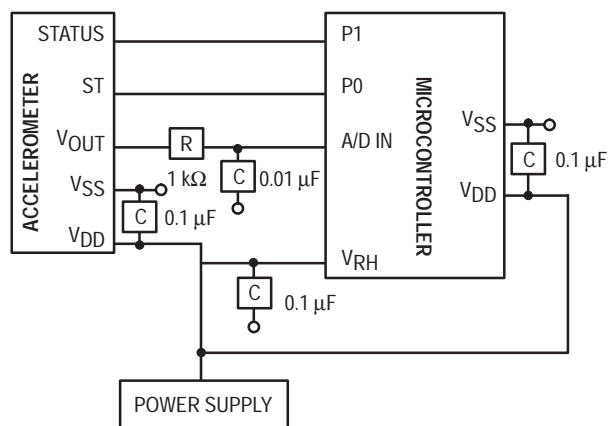 STATUS
P1
ST
P0
VOUT
R
A/D IN
1 kΩ
C
0.01 µF
VSS
C
0.1 µF
VDD
ACCELEROMETER
MICROCONTROLLER
VSS
C
0.1 µF
VDD
VRH
C
0.1 µF
POWER SUPPLY